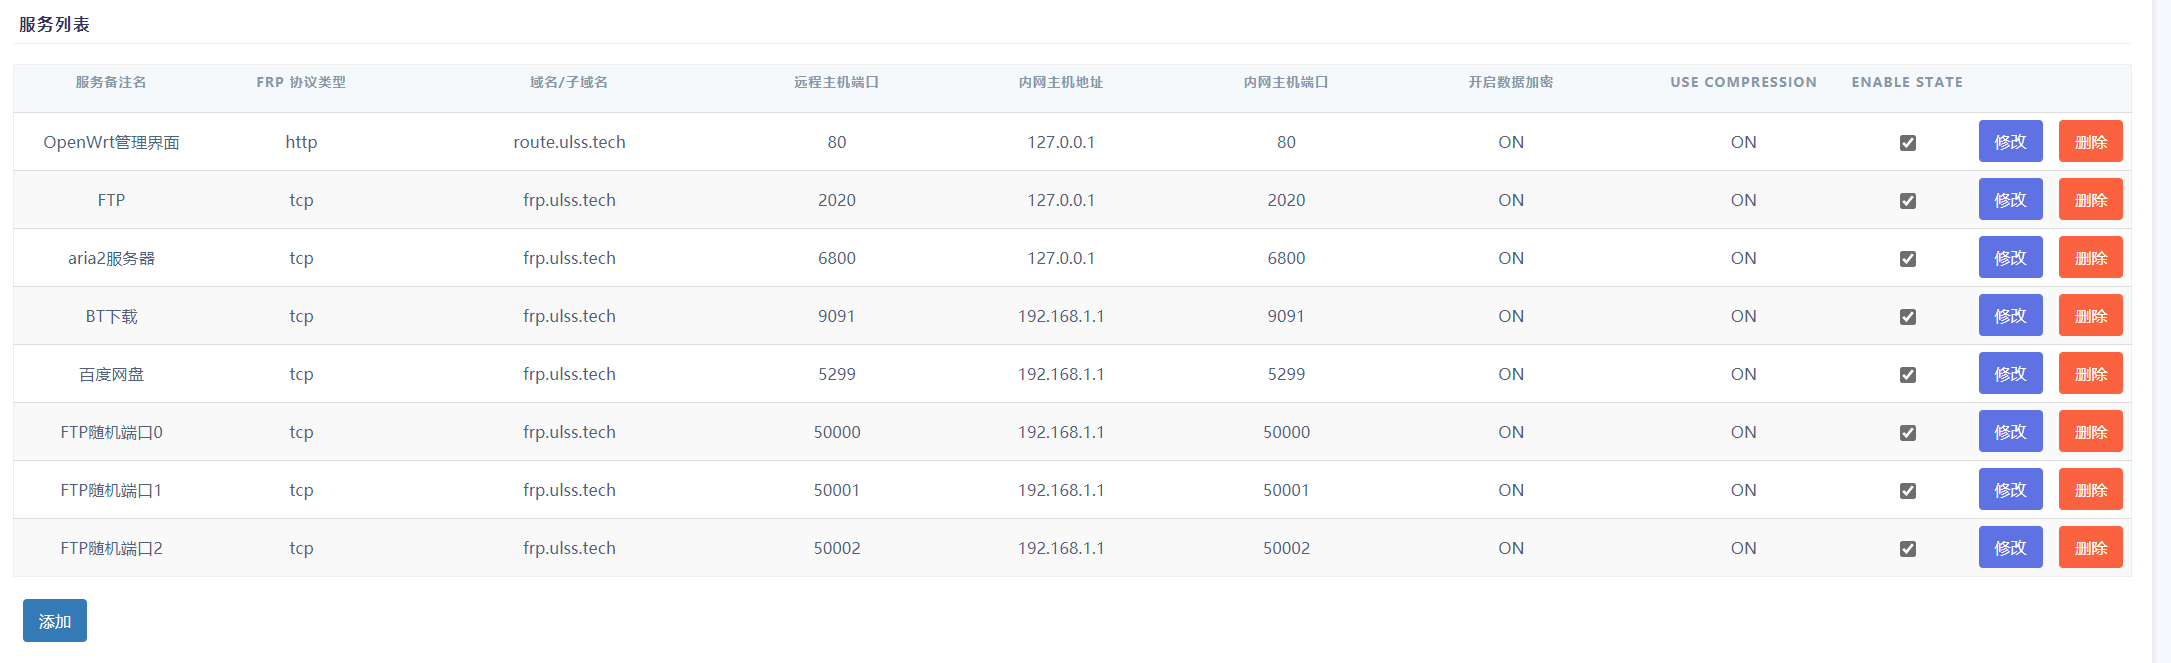 服务列表
服务备注名 FRP 协议类型 域名/子域名 远程主机端口 内网主机地址 内网主机端口 开启数据加密 USE COMPRESSION ENABLE STATE
OpenWrt管理界面 http route.ulss.tech 80 127.0.0.1 80 ON ON 修改 删除
FTP tcp frp.ulss.tech 2020 127.0.0.1 2020 ON ON 修改 删除
aria2服务器 tcp frp.ulss.tech 6800 127.0.0.1 6800 ON ON 修改 删除
BT下载 tcp frp.ulss.tech 9091 192.168.1.1 9091 ON ON 修改 删除
百度网盘 tcp frp.ulss.tech 5299 192.168.1.1 5299 ON ON 修改 删除
FTP随机端口0 tcp frp.ulss.tech 50000 192.168.1.1 50000 ON ON 修改 删除
FTP随机端口1 tcp frp.ulss.tech 50001 192.168.1.1 50001 ON ON 修改 删除
FTP随机端口2 tcp frp.ulss.tech 50002 192.168.1.1 50002 ON ON 修改 删除
添加